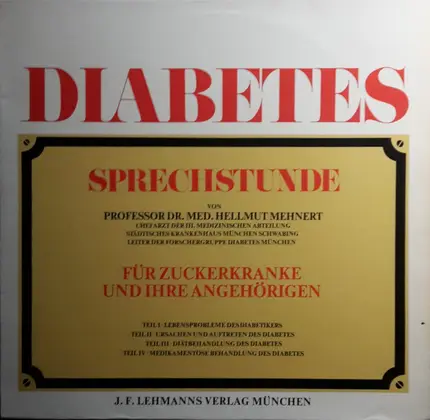 DIABETES
SPRECHSTUNDE
VON
PROFESSOR DR. MED. HELLMUT MEHNERT
CHEFARZT DER III. MEDIZINISCHEN ABTEILUNG
STÄDTISCHES KRANKENHAUS MÜNCHEN SCHWABING
LEITER DER FORSCHERGRUPPE DIABETES MÜNCHEN
FÜR ZUCKERKRANKE
UND IHRE ANGEHÖRIGEN
TEIL I · LEBENSPROBLEME DES DIABETIKERS
TEIL II · URSACHEN UND AUFTRETEN DES DIABETES
TEIL III · DIÄTBEHANDLUNG DES DIABETES
TEIL IV · MEDIKAMENTÖSE BEHANDLUNG DES DIABETES
J. F. LEHMANNS VERLAG MÜNCHEN